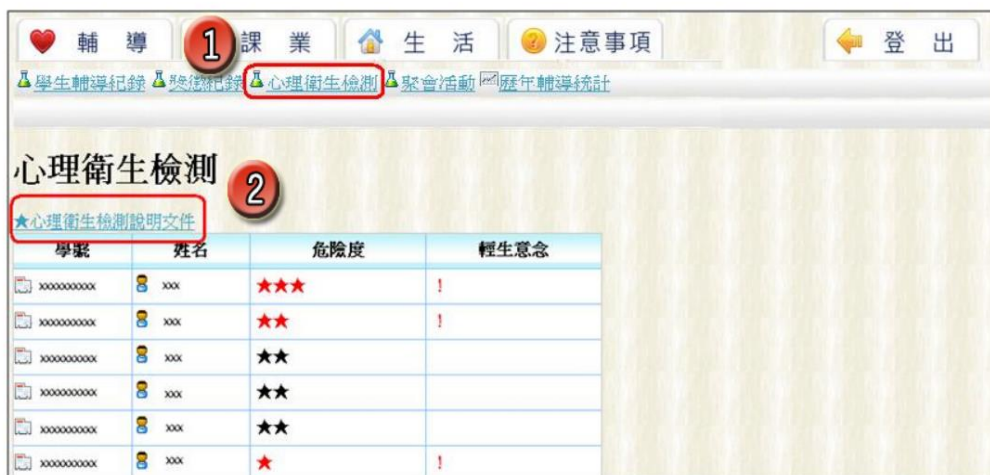 輔 導 課 業 生 活 注意事項 登 出
1
學生輔導紀錄 獎懲紀錄 心理衛生檢測 聚會活動 歷年輔導統計
心理衛生檢測
2
★心理衛生檢測說明文件
學號 姓名 危險度 輕生意念
xxxxxxxxxx xxx ★★★ !
xxxxxxxxxx xxx ★★ !
xxxxxxxxxx xxx ★★
xxxxxxxxxx xxx ★★
xxxxxxxxxx xxx ★★
xxxxxxxxxx xxx ★ !